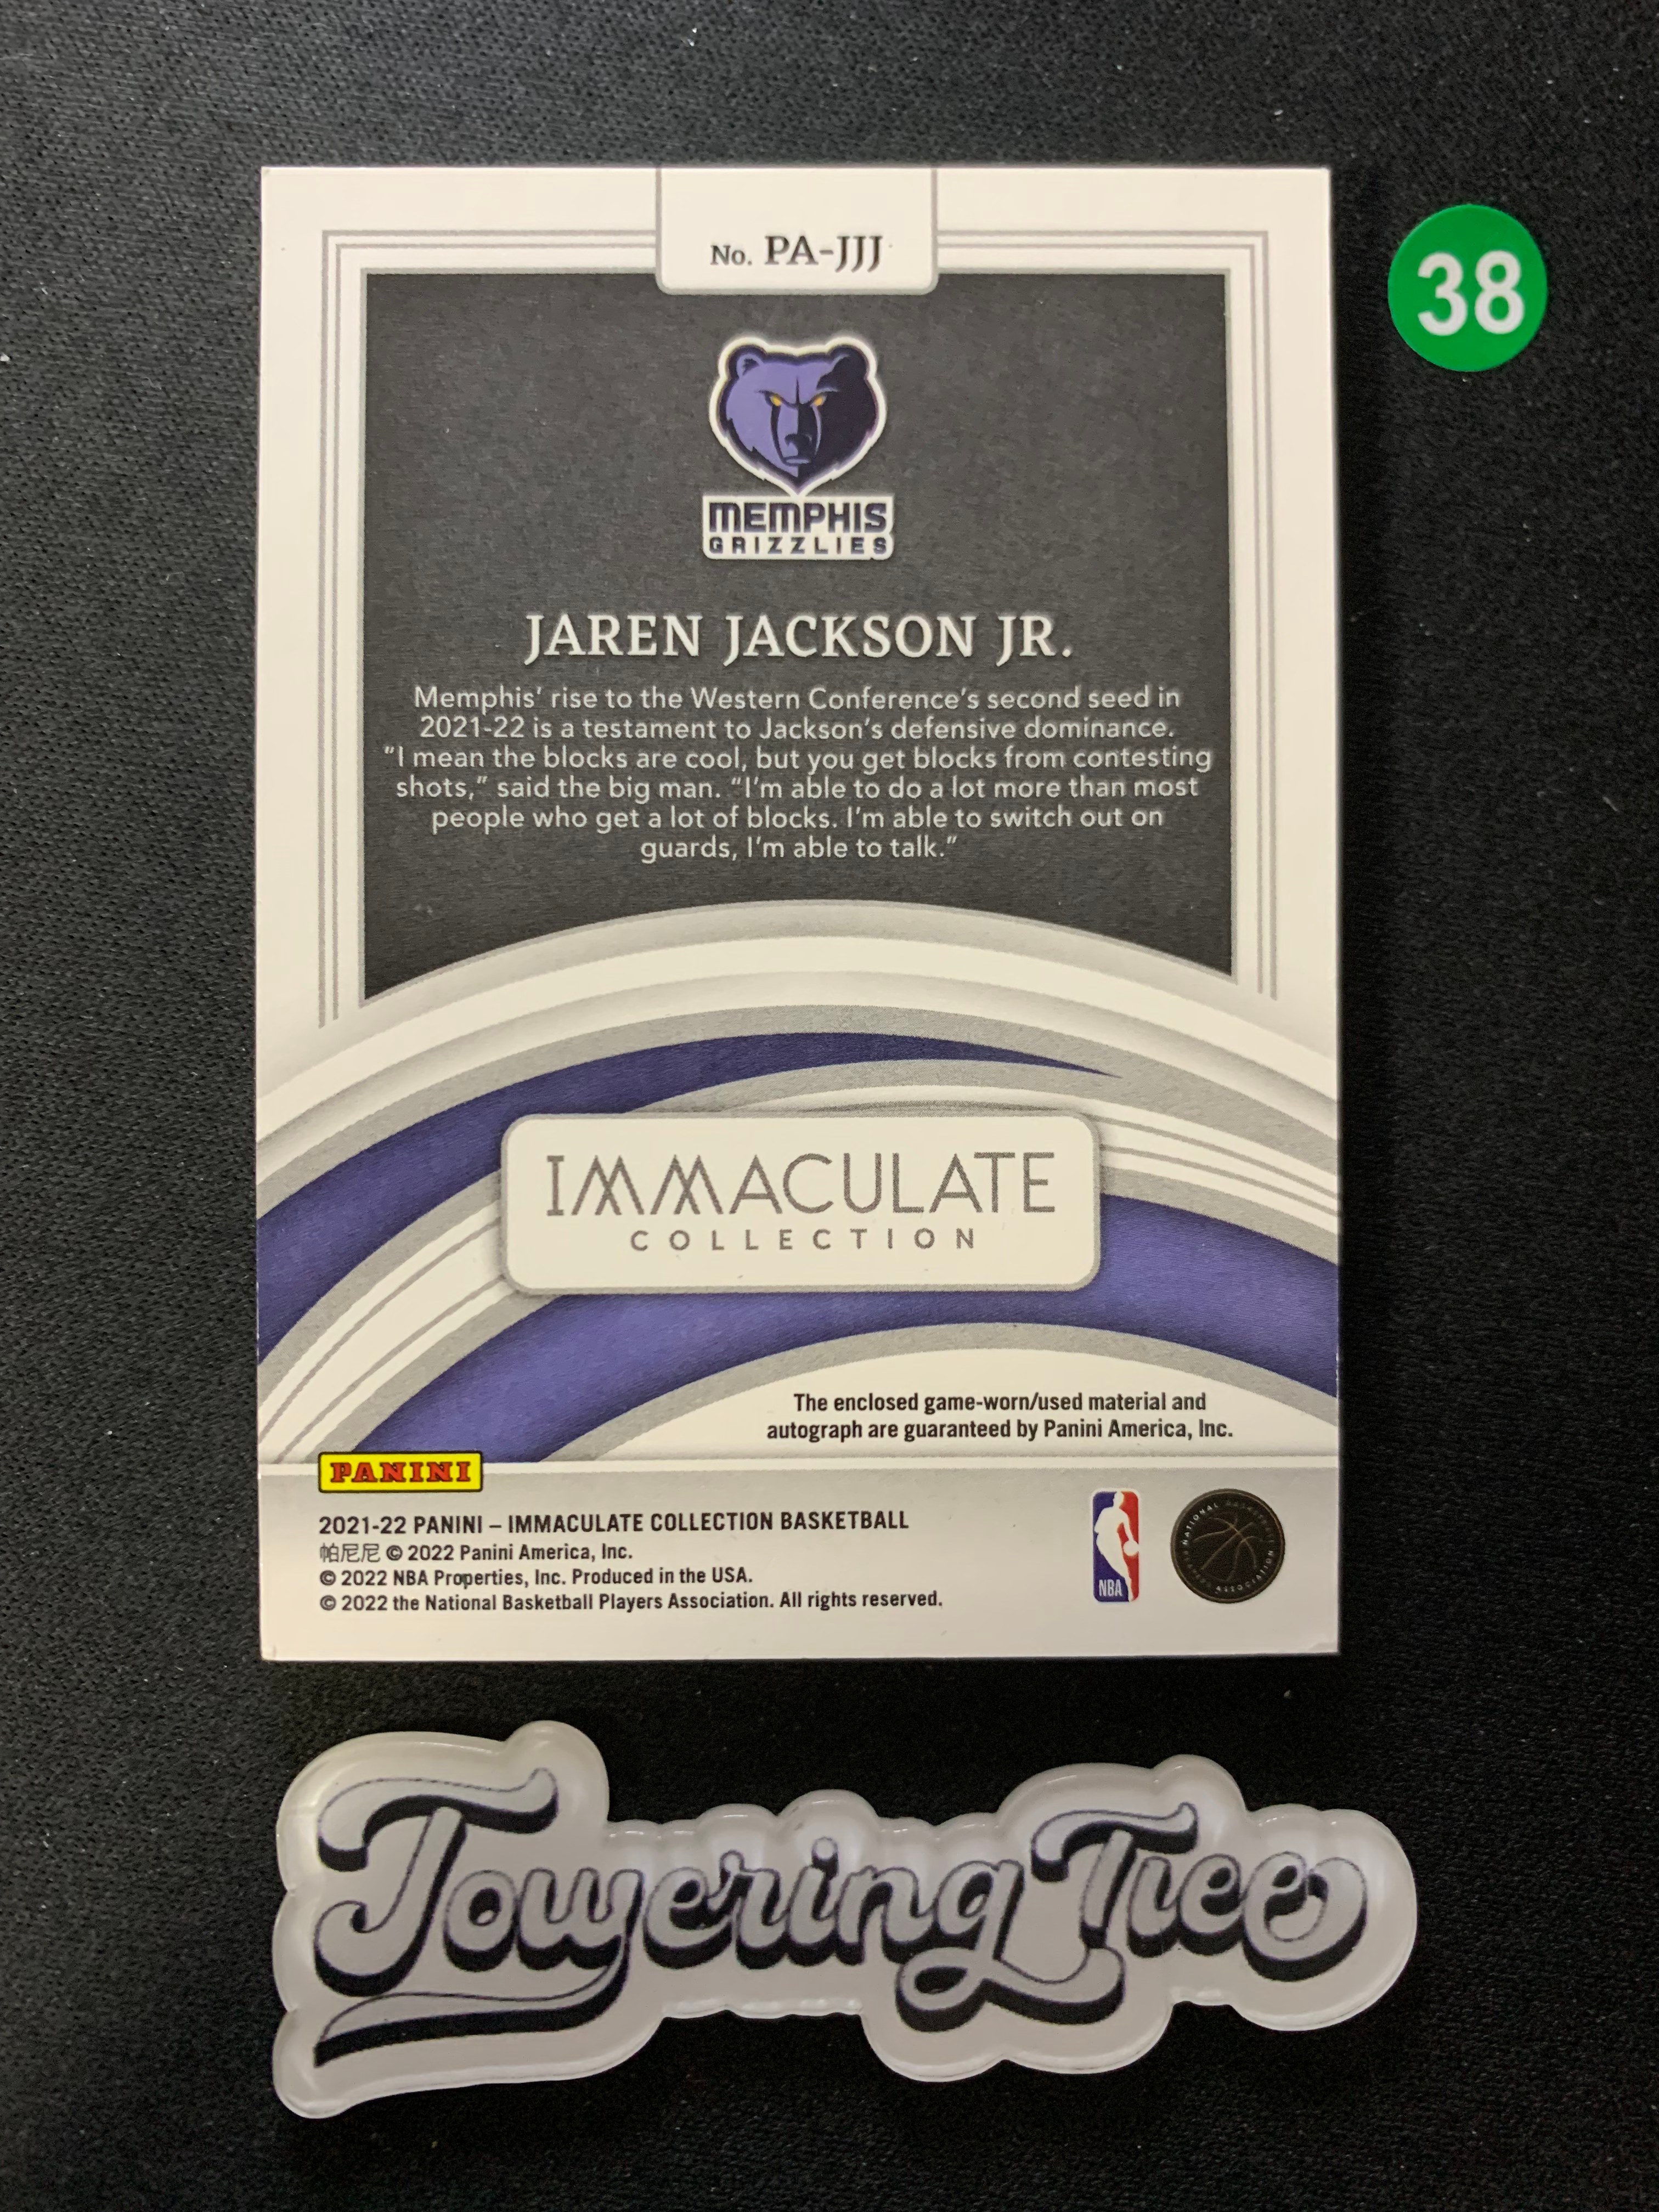 No. PA-JJJ
38
MEMPHIS
GRIZZLIES
JAREN JACKSON JR.
Memphis' rise to the Western Conference's second seed in
2021-22 is a testament to Jackson's defensive dominance.
"I mean the blocks are cool, but you get blocks from contesting
shots," said the big man. "I'm able to do a lot more than most
people who get a lot of blocks. I'm able to switch out on
guards, I'm able to talk."
IMMACULATE
COLLECTION
The enclosed game-worn/used material and
autograph are guaranteed by Panini America, Inc.
PANINI
2021-22 PANINI – IMMACULATE COLLECTION BASKETBALL
帕尼尼 © 2022 Panini America, Inc.
© 2022 NBA Properties, Inc. Produced in the USA.
© 2022 the National Basketball Players Association. All rights reserved.
NBA
NATIONAL BASKETBALL
PLAYERS ASSOCIATION
ToweringTice